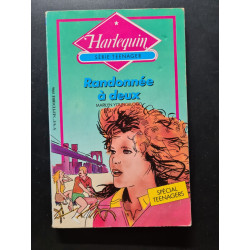 Harlequin
SÉRIE TEENAGER
Randonnée
à deux
SPÉCIAL
TEENAGERS